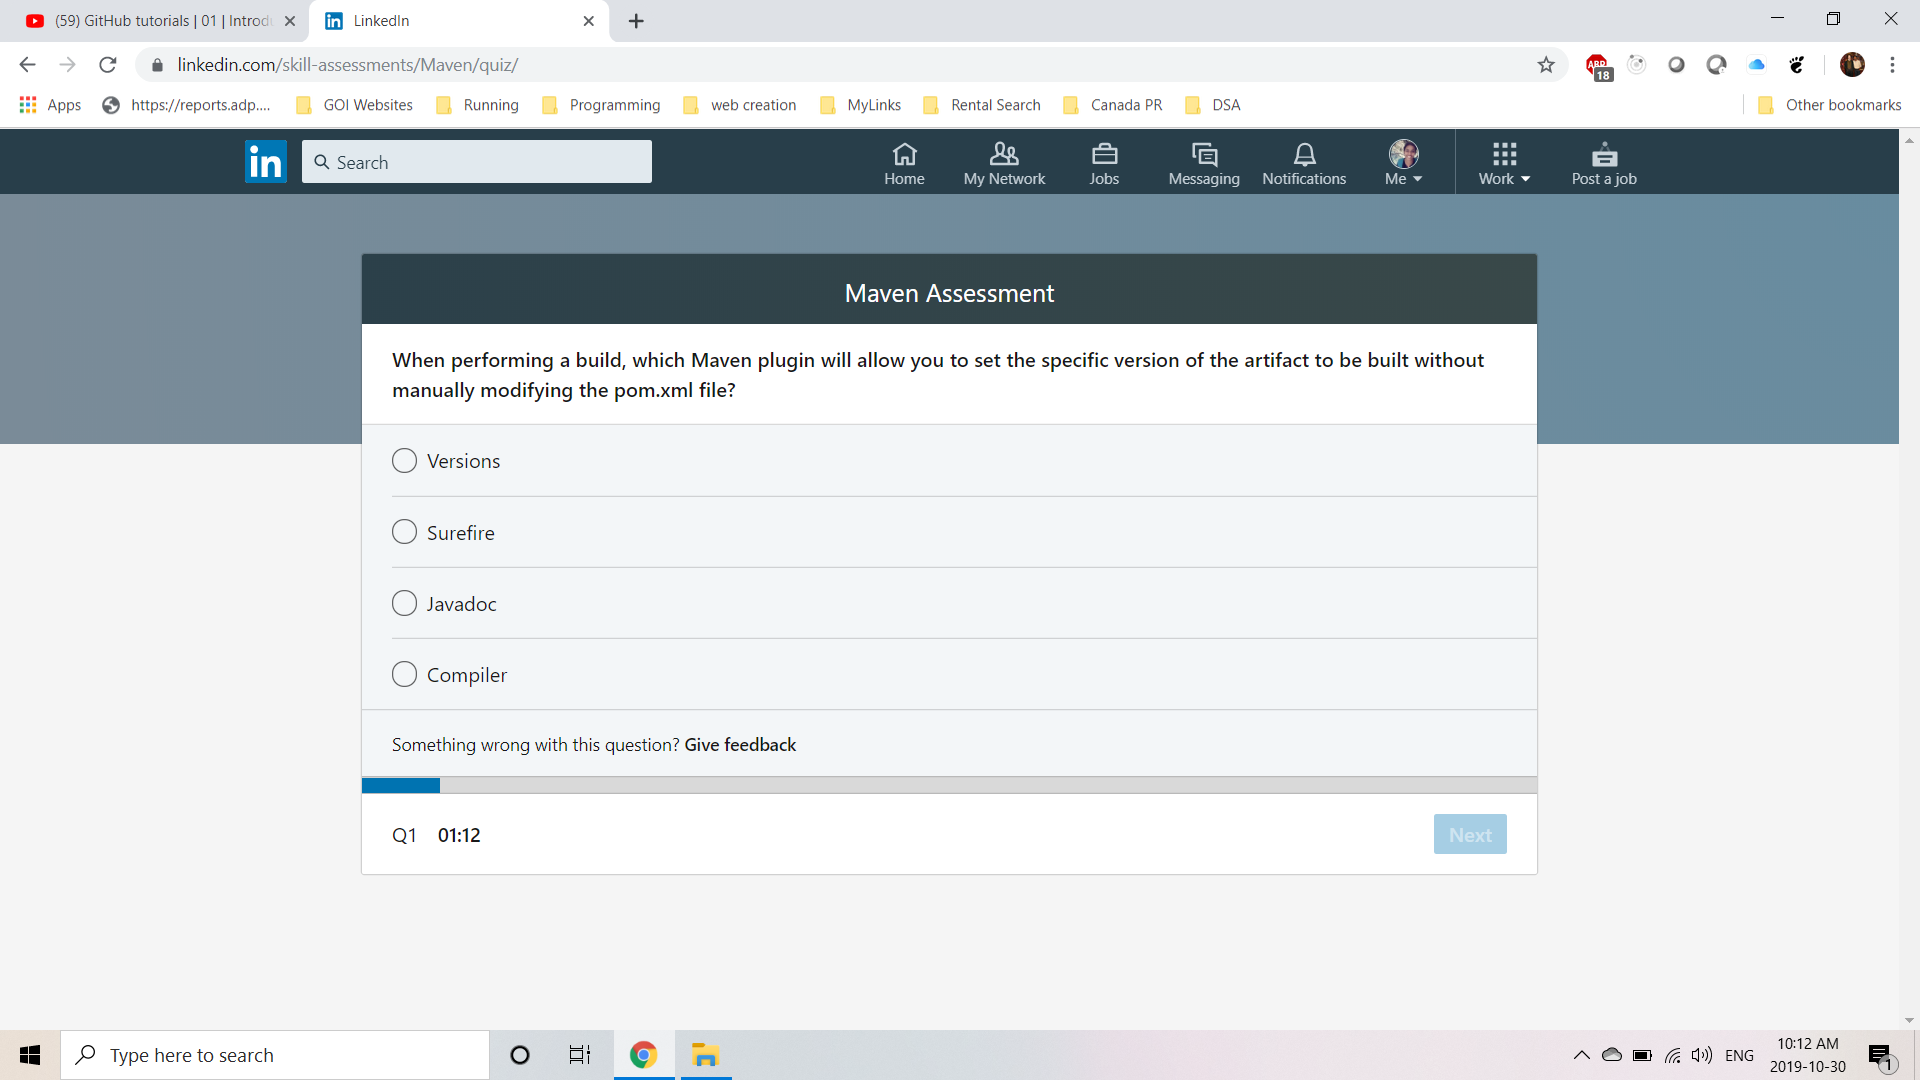 (59) GitHub tutorials | 01 | Introdu
LinkedIn
linkedin.com/skill-assessments/Maven/quiz/
ABP
18
Apps
https://reports.adp....
GOI Websites
Running
Programming
web creation
MyLinks
Rental Search
Canada PR
DSA
Other bookmarks
in
Search
Home
My Network
Jobs
Messaging
Notifications
Me
Work
Post a job
Maven Assessment
When performing a build, which Maven plugin will allow you to set the specific version of the artifact to be built without
manually modifying the pom.xml file?
Versions
Surefire
Javadoc
Compiler
Something wrong with this question? Give feedback
Q1 01:12
Next
Type here to search
ENG
10:12 AM
2019-10-30
1